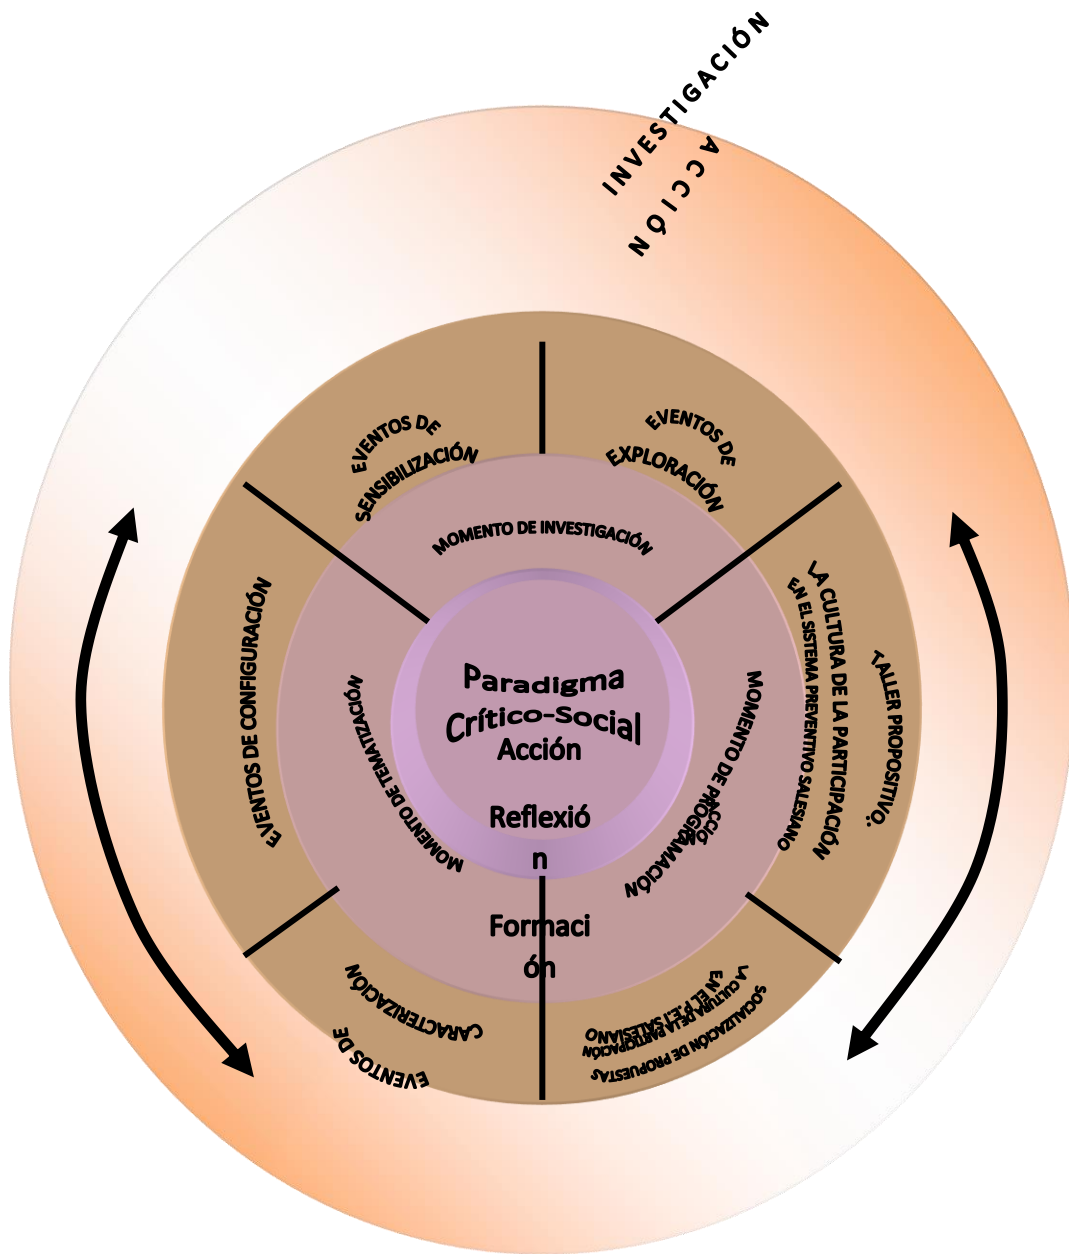 INVESTIGACIÓN
ACCIÓN
EVENTOS DE
SENSIBILIZACIÓN
EVENTOS DE
EXPLORACIÓN
MOMENTO DE INVESTIGACIÓN
EVENTOS DE CONFIGURACIÓN
MOMENTO DE TEMATIZACIÓN
Paradigma
Crítico-Social
Acción
Reflexió
n
Formaci
ón
MOMENTO DE PROGRAMACIÓN
TALLER PROPOSITIVO.
LA CULTURA DE LA PARTICIPACIÓN
EN EL SISTEMA PREVENTIVO SALESIANO
EVENTOS DE
CARACTERIZACIÓN
SOCIALIZACIÓN DE PROPUESTAS
LA CULTURA DE LA PARTICIPACIÓN
EN EL P.E.I SALESIANO